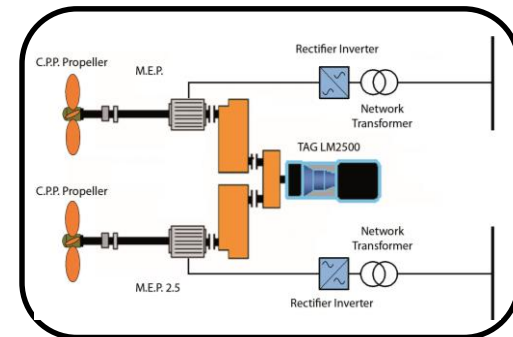 Rectifier Inverter
C.P.P. Propeller
M.E.P.
Network
Transformer
TAG LM2500
C.P.P. Propeller
Network
Transformer
M.E.P. 2.5
Rectifier Inverter